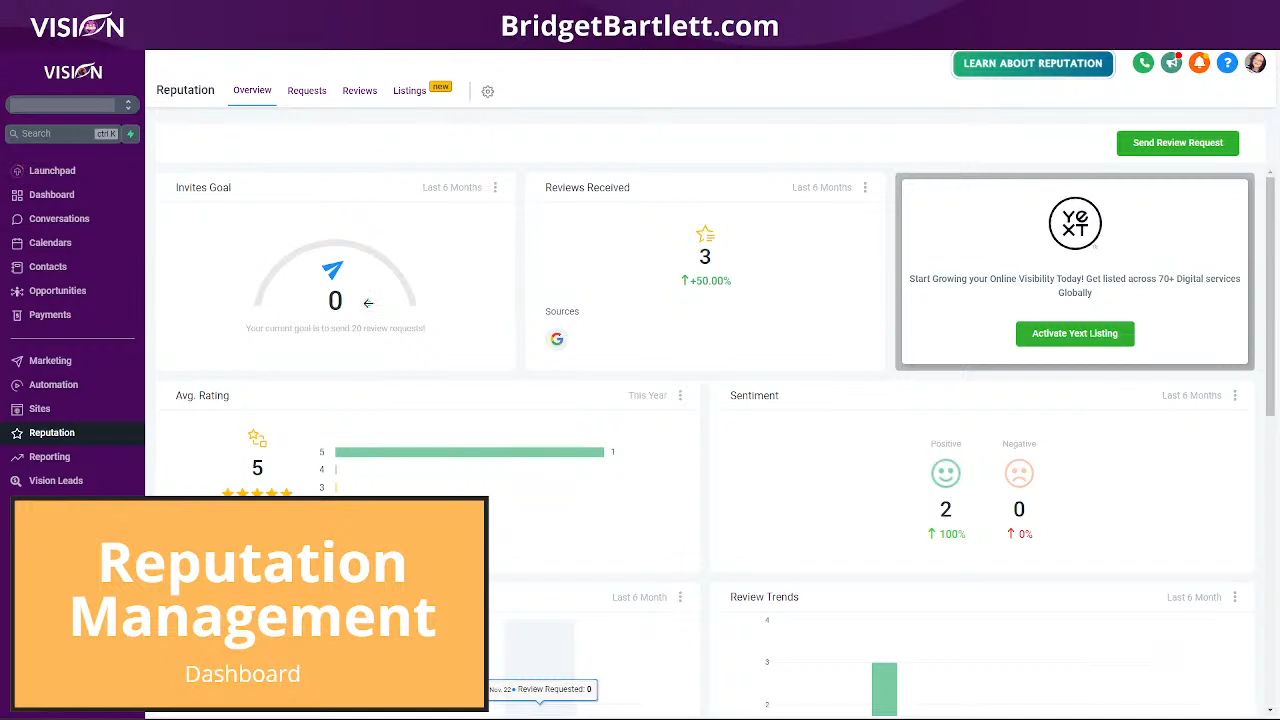 VISION
BridgetBartlett.com
VISION
LEARN ABOUT REPUTATION
Reputation
Overview
Requests
Reviews
Listings
new
Search
ctrl K
Send Review Request
Launchpad
Dashboard
Conversations
Calendars
Contacts
Opportunities
Payments
Marketing
Automation
Sites
Reputation
Reporting
Vision Leads
Invites Goal
Last 6 Months
0
Your current goal is to send 20 review requests!
Reviews Received
Last 6 Months
3
+50.00%
Sources
G
YEXT
Start Growing your Online Visibility Today! Get listed across 70+ Digital services
Globally
Activate Yext Listing
Avg. Rating
This Year
5
5
1
4
3
Sentiment
Last 6 Months
Positive
Negative
2
0
100%
0%
Reputation
Management
Dashboard
Last 6 Month
Nov. 22 Review Requested: 0
Review Trends
Last 6 Month
4
3
2